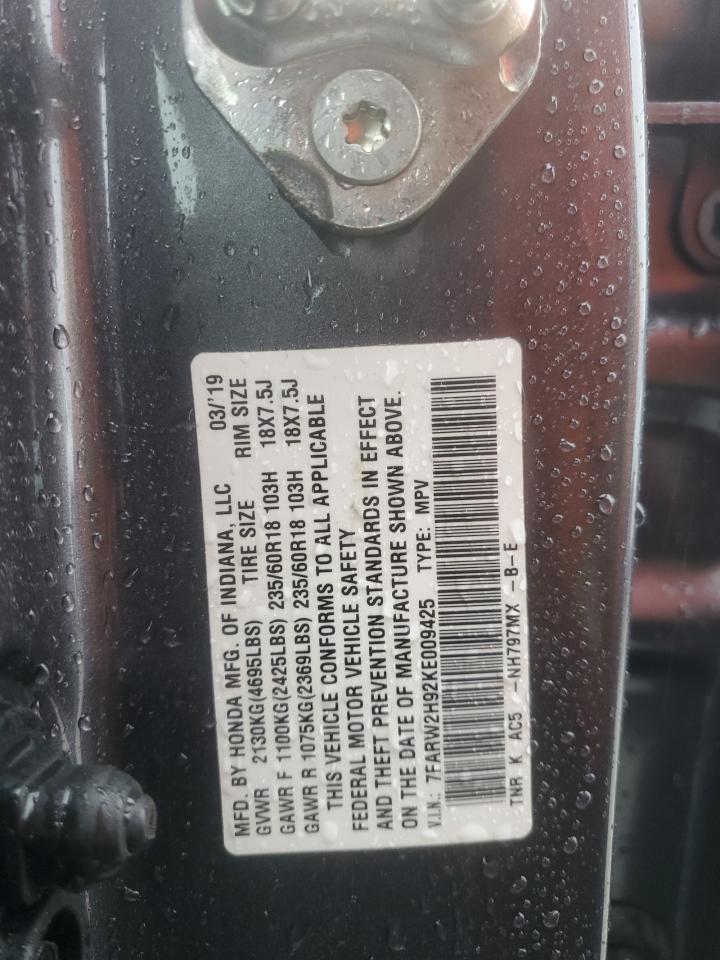 MFD. BY HONDA MFG. OF INDIANA, LLC 03/'19
GVWR 2130KG(4695LBS) TIRE SIZE RIM SIZE
GAWR F 1100KG(2425LBS) 235/60R18 103H 18X7.5J
GAWR R 1075KG(2369LBS) 235/60R18 103H 18X7.5J
THIS VEHICLE CONFORMS TO ALL APPLICABLE
FEDERAL MOTOR VEHICLE SAFETY
AND THEFT PREVENTION STANDARDS IN EFFECT
ON THE DATE OF MANUFACTURE SHOWN ABOVE.
V.I.N.: 7FARW2H92KE009425 TYPE: MPV
TNR K AC5 -NH797MX -B-E